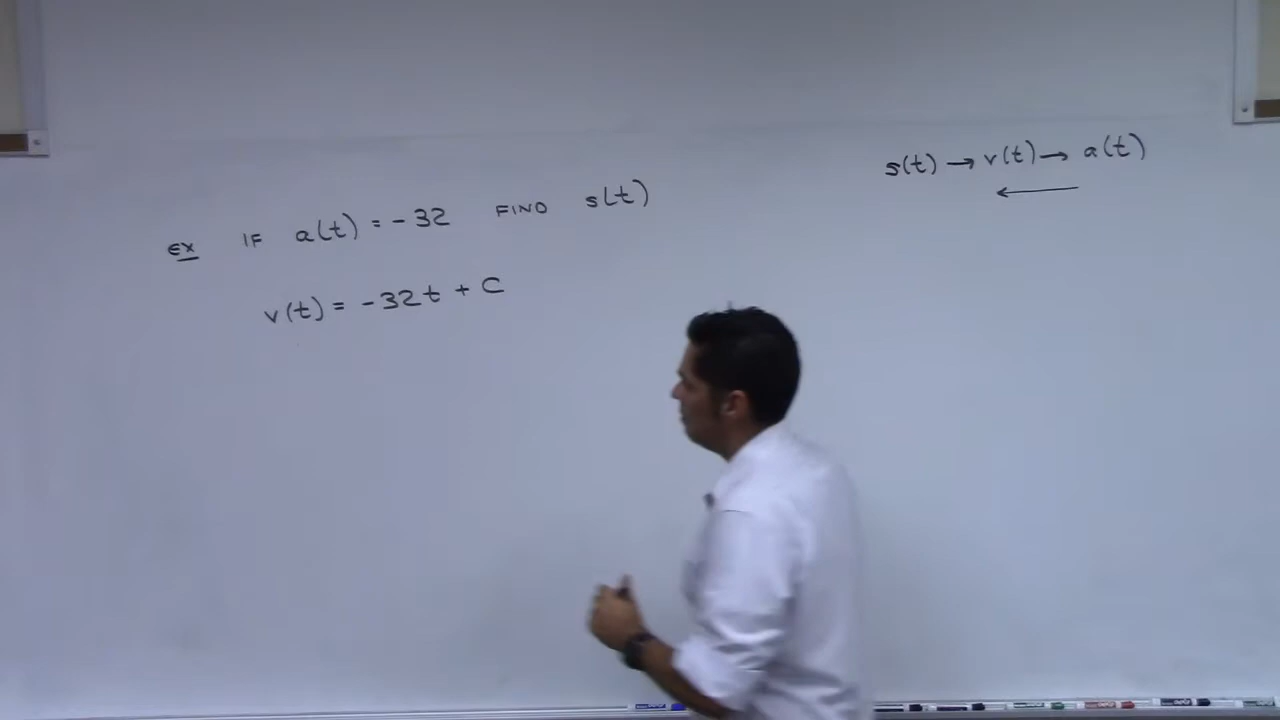 s(t) → v(t) → a(t)
←
ex IF a(t) = -32 FIND s(t)
v(t) = -32t + C